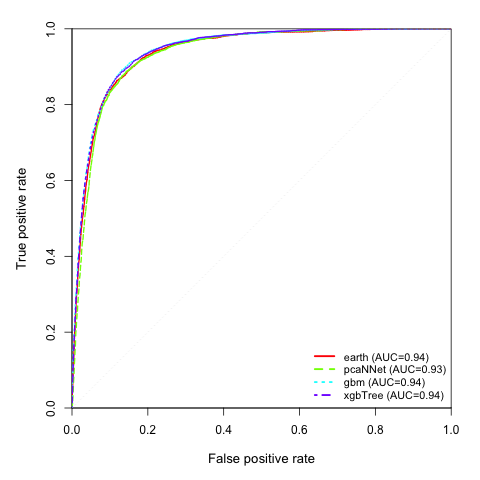 1.0
0.8
0.6
0.4
0.2
0.0
True positive rate
earth (AUC=0.94)
pcaNNet (AUC=0.93)
gbm (AUC=0.94)
xgbTree (AUC=0.94)
0.0 0.2 0.4 0.6 0.8 1.0
False positive rate